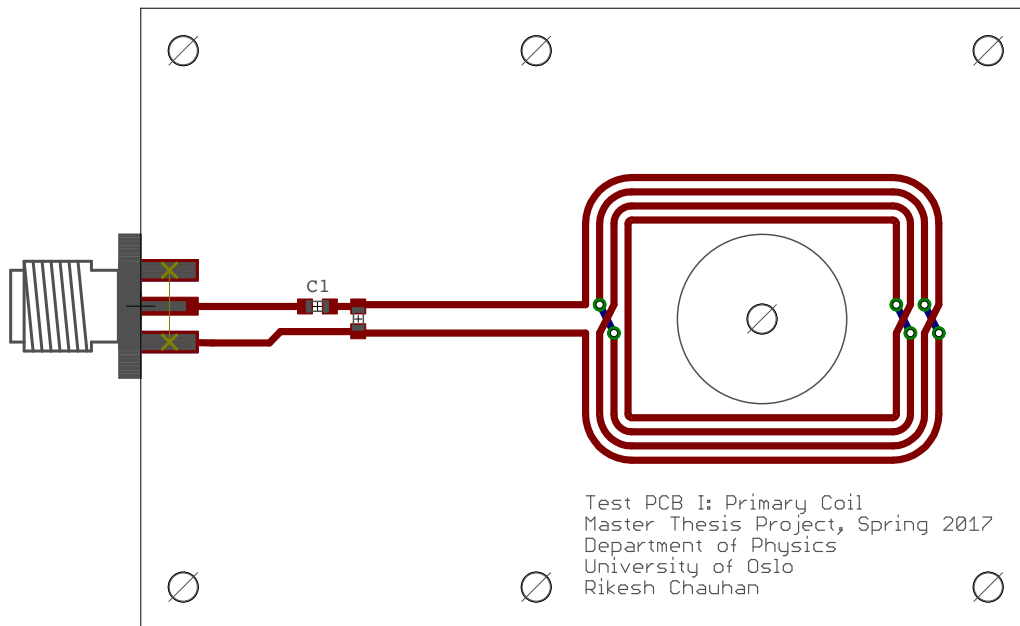 C1
Test PCB I: Primary Coil
Master Thesis Project, Spring 2017
Department of Physics
University of Oslo
Rikesh Chauhan